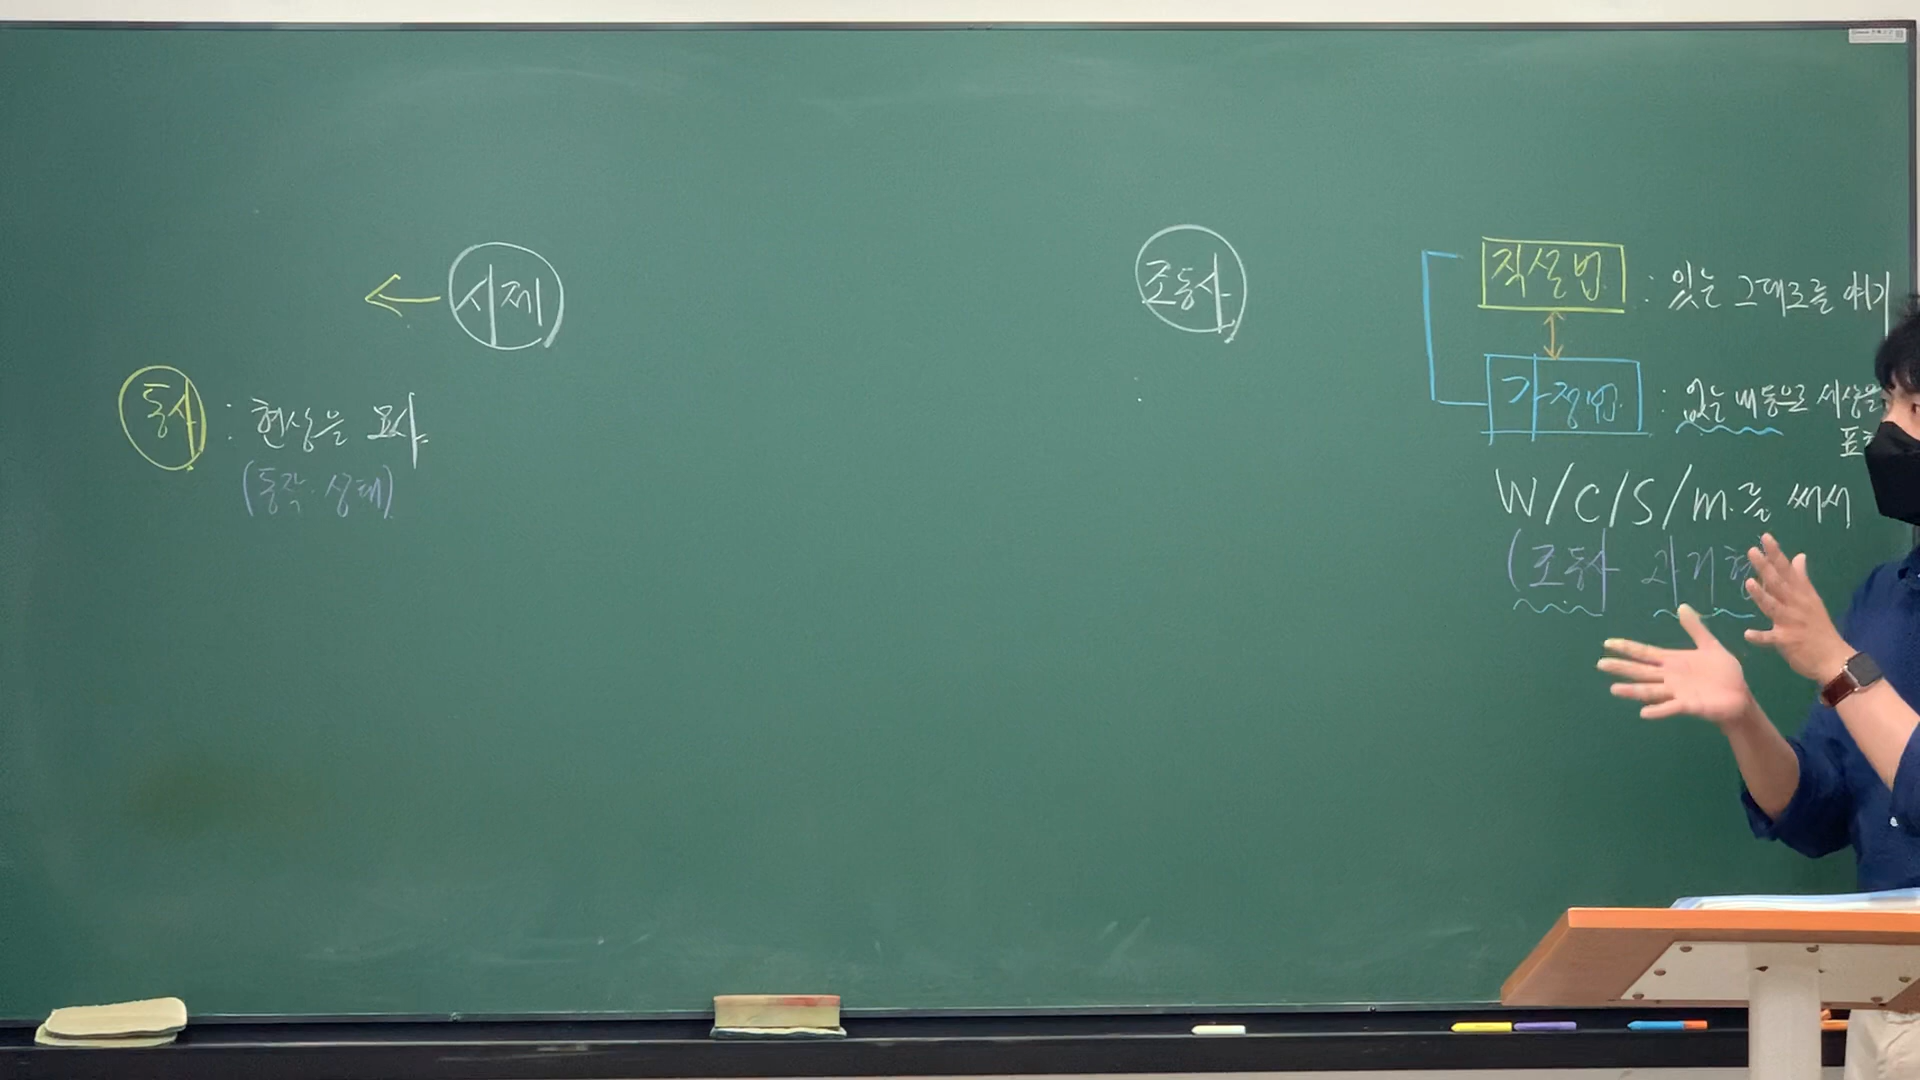 시제
동사 : 현상을 묘사
(동작·상태)
조동사
직설법 : 있는 그대로를 얘기
가정법 : 없는 내용으로 세상을
표
W/C/S/M.를 써서
(조동사 과거형